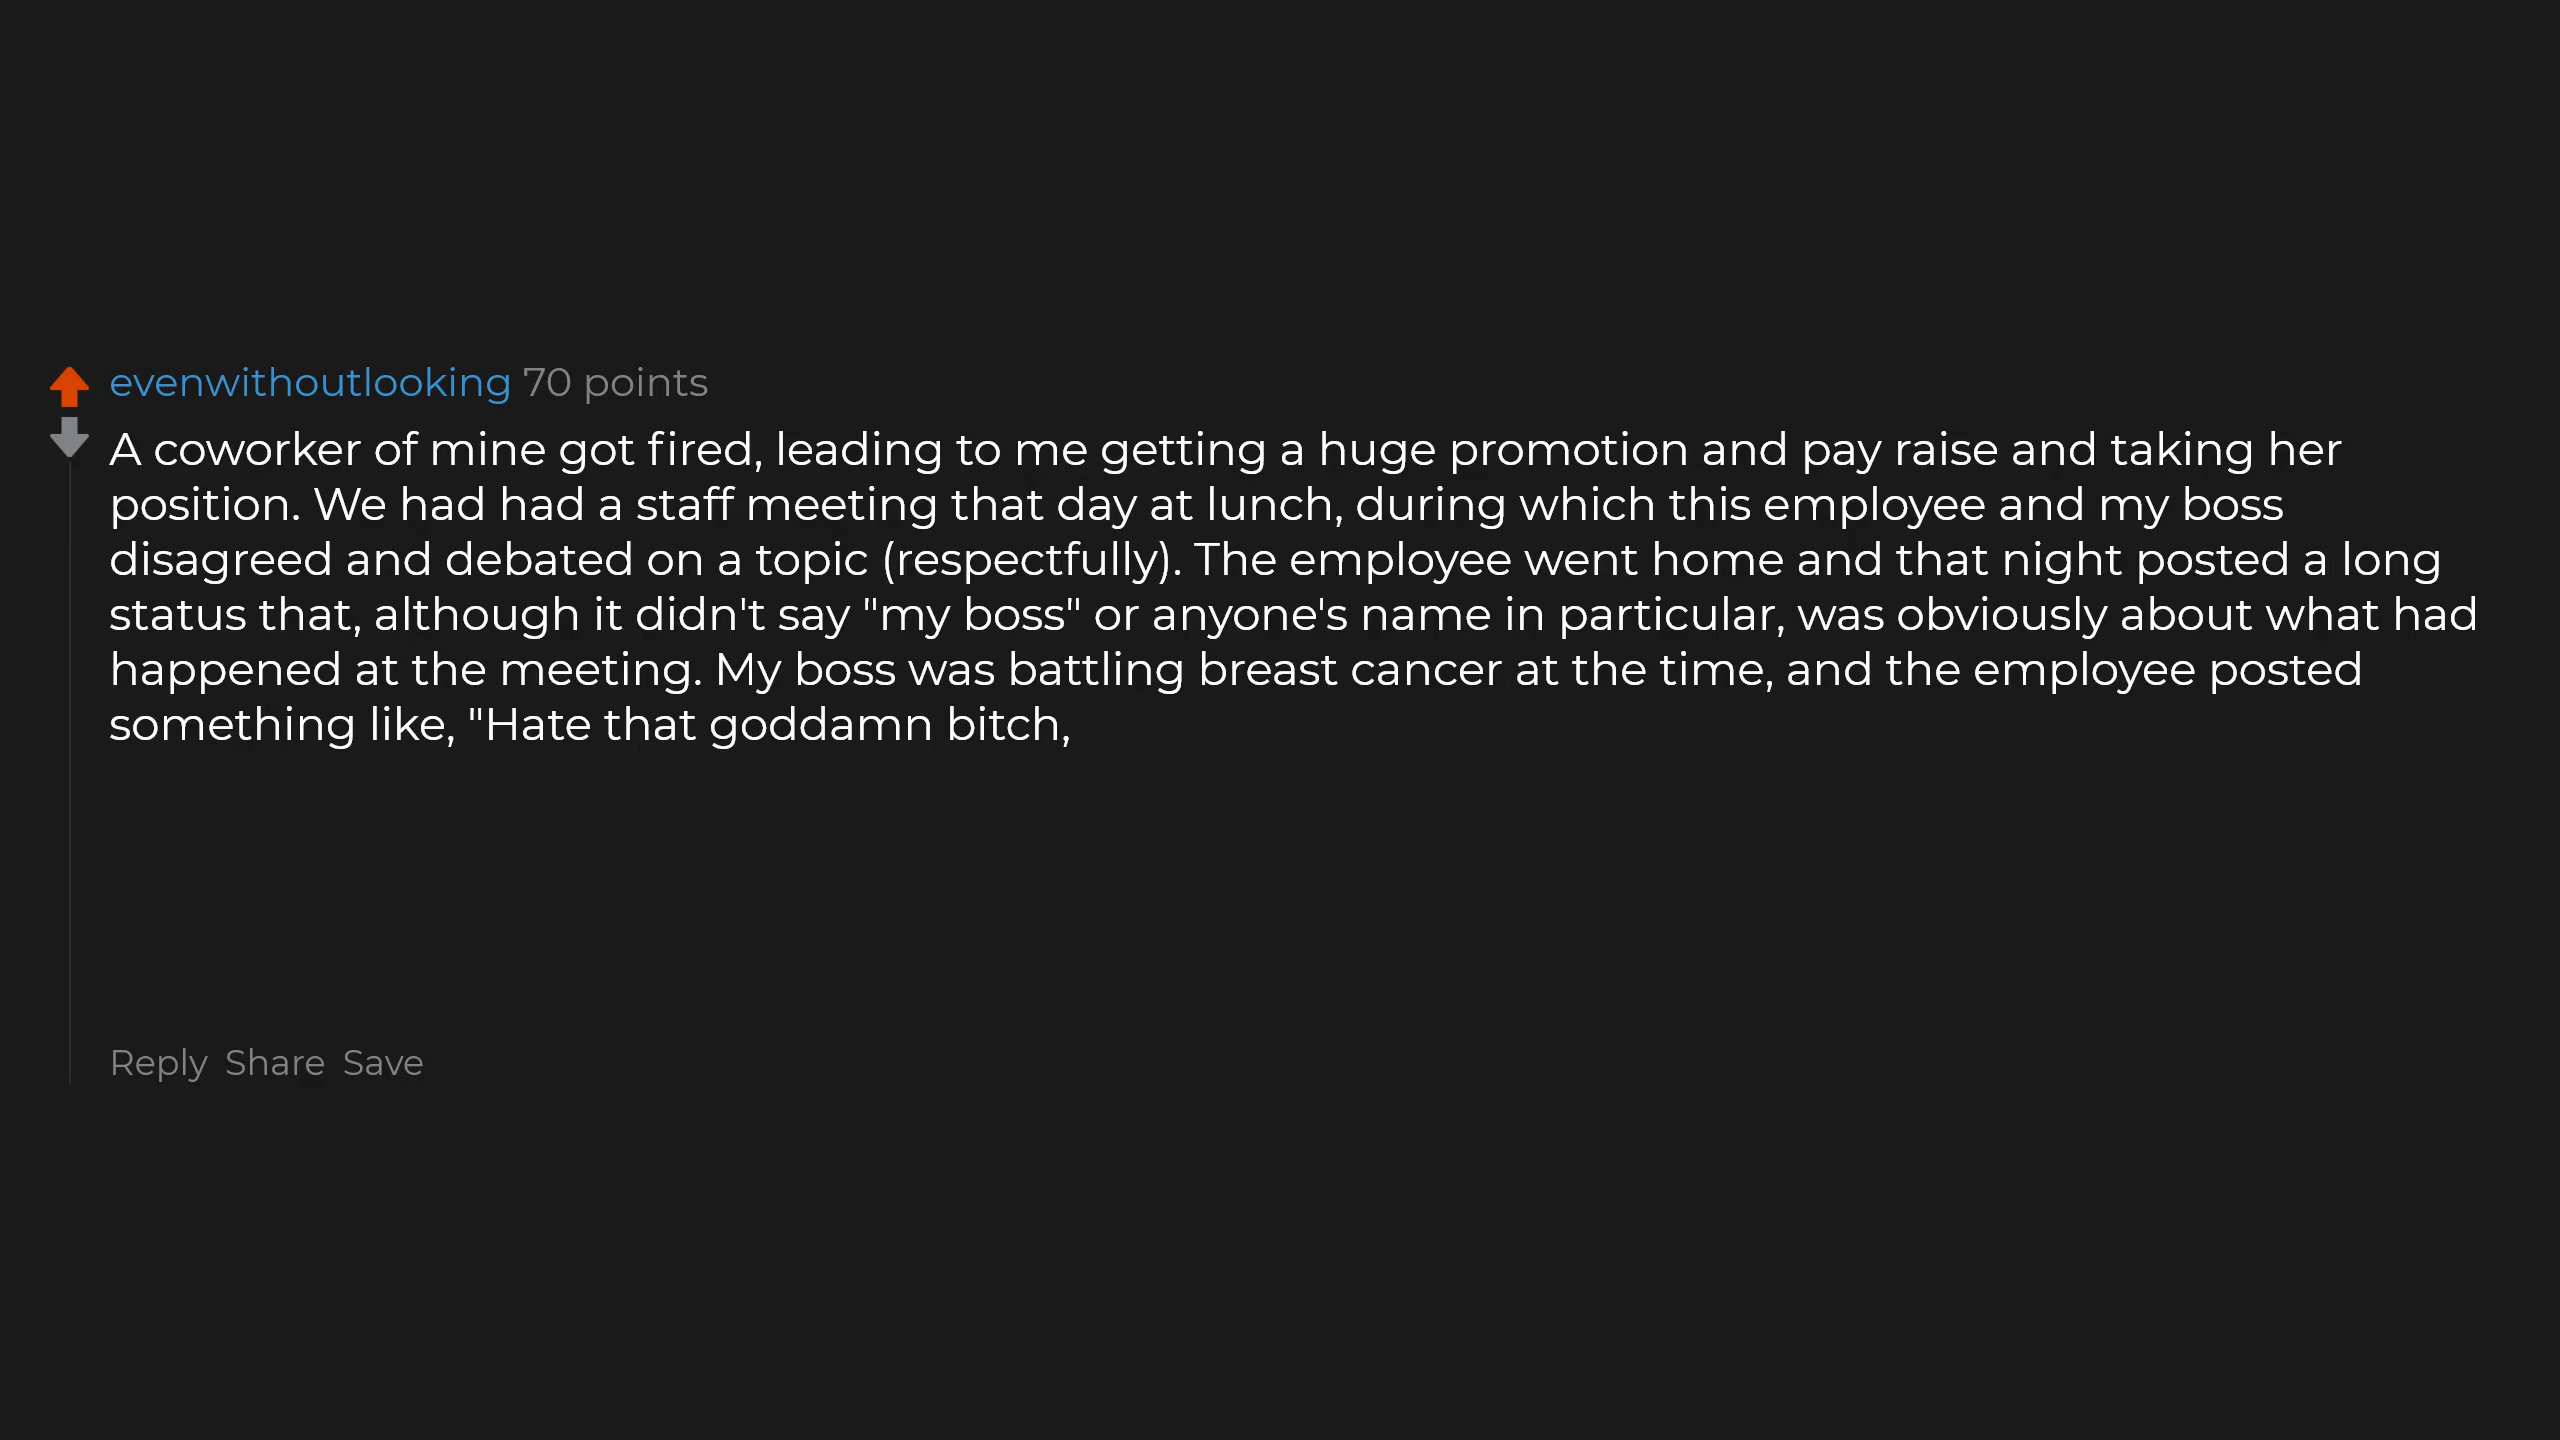 evenwithoutlooking 70 points
A coworker of mine got fired, leading to me getting a huge promotion and pay raise and taking her
position. We had had a staff meeting that day at lunch, during which this employee and my boss
disagreed and debated on a topic (respectfully). The employee went home and that night posted a long
status that, although it didn't say "my boss" or anyone's name in particular, was obviously about what had
happened at the meeting. My boss was battling breast cancer at the time, and the employee posted
something like, "Hate that goddamn bitch,
Reply Share Save